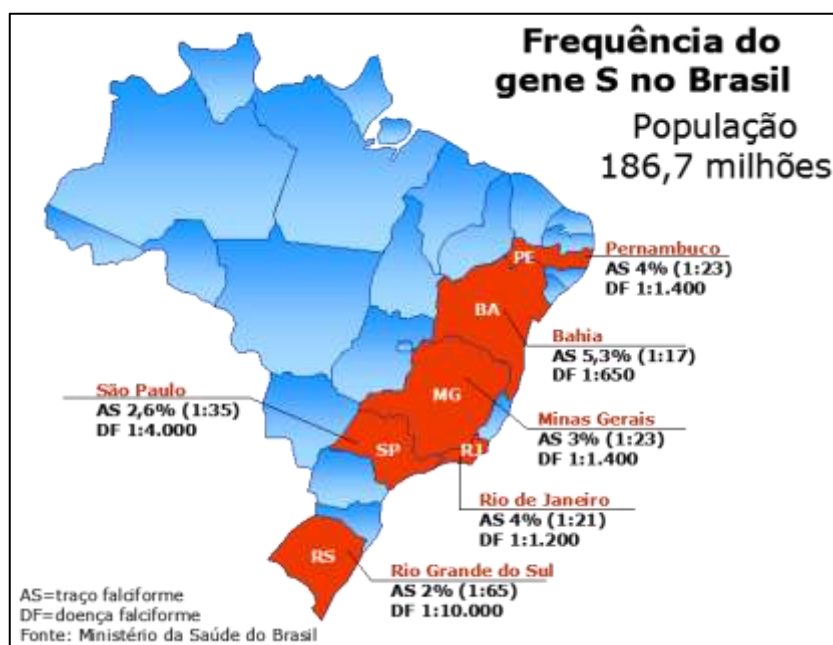 Frequência do
gene S no Brasil
População
186,7 milhões
PE
Pernambuco
AS 4% (1:23)
DF 1:1.400
BA
Bahia
AS 5,3% (1:17)
DF 1:650
São Paulo
AS 2,6% (1:35)
DF 1:4.000
MG
Minas Gerais
AS 3% (1:23)
DF 1:1.400
SP
RJ
Rio de Janeiro
AS 4% (1:21)
DF 1:1.200
RS
Rio Grande do Sul
AS 2% (1:65)
DF 1:10.000
AS=traço falciforme
DF=doença falciforme
Fonte: Ministério da Saúde do Brasil